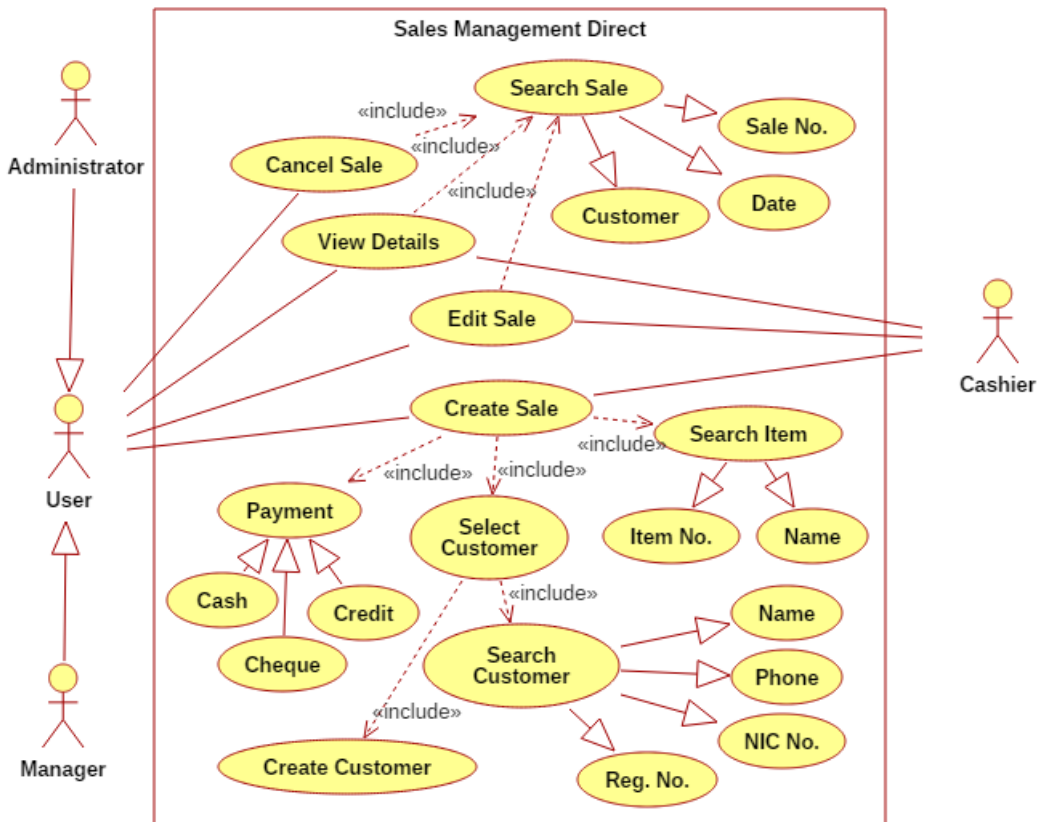 Sales Management Direct
Search Sale
«include»
Sale No.
Administrator
«include»
Cancel Sale
«include»
Customer
Date
View Details
Edit Sale
Cashier
Create Sale
Search Item
«include»
«include»
«include»
User
Payment
Select
Customer
Item No.
Name
Cash
Credit
«include»
Name
Cheque
Search
Customer
Phone
«include»
NIC No.
Manager
Create Customer
Reg. No.